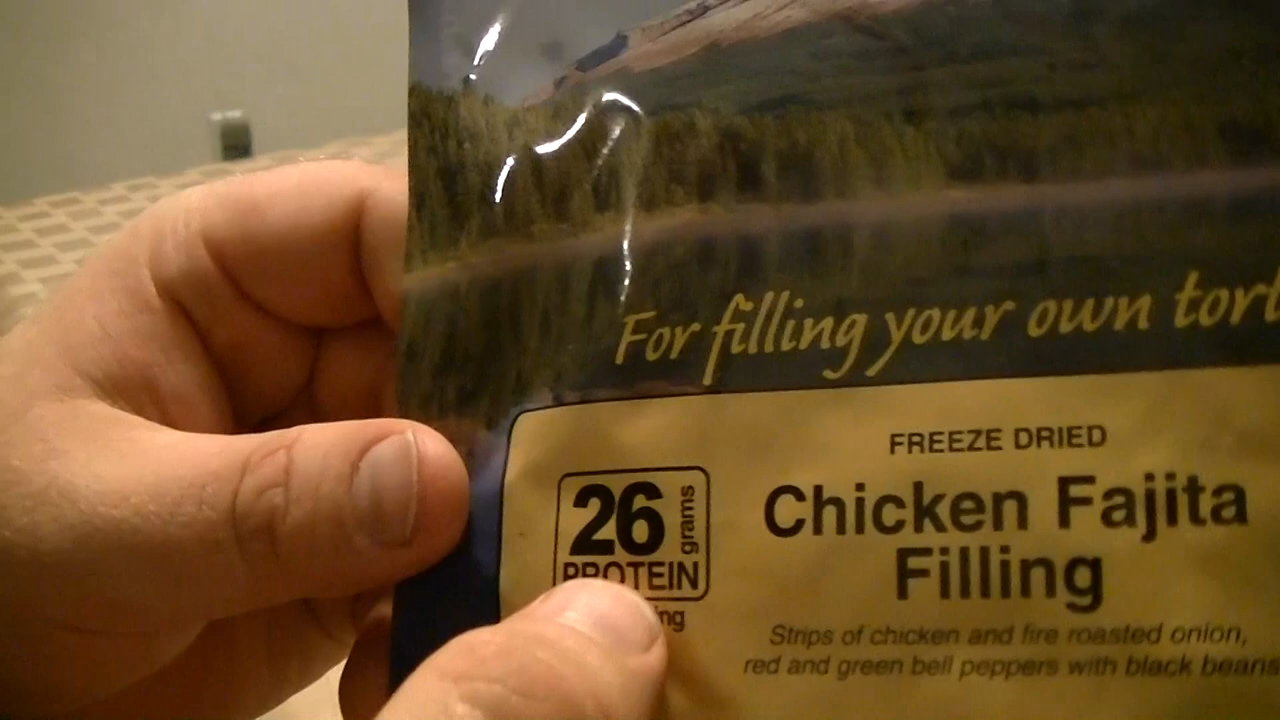 For filling your own tort
FREEZE DRIED
Chicken Fajita
Filling
26 grams
PROTEIN
ing
Strips of chicken and fire roasted onion,
red and green bell peppers with black beans